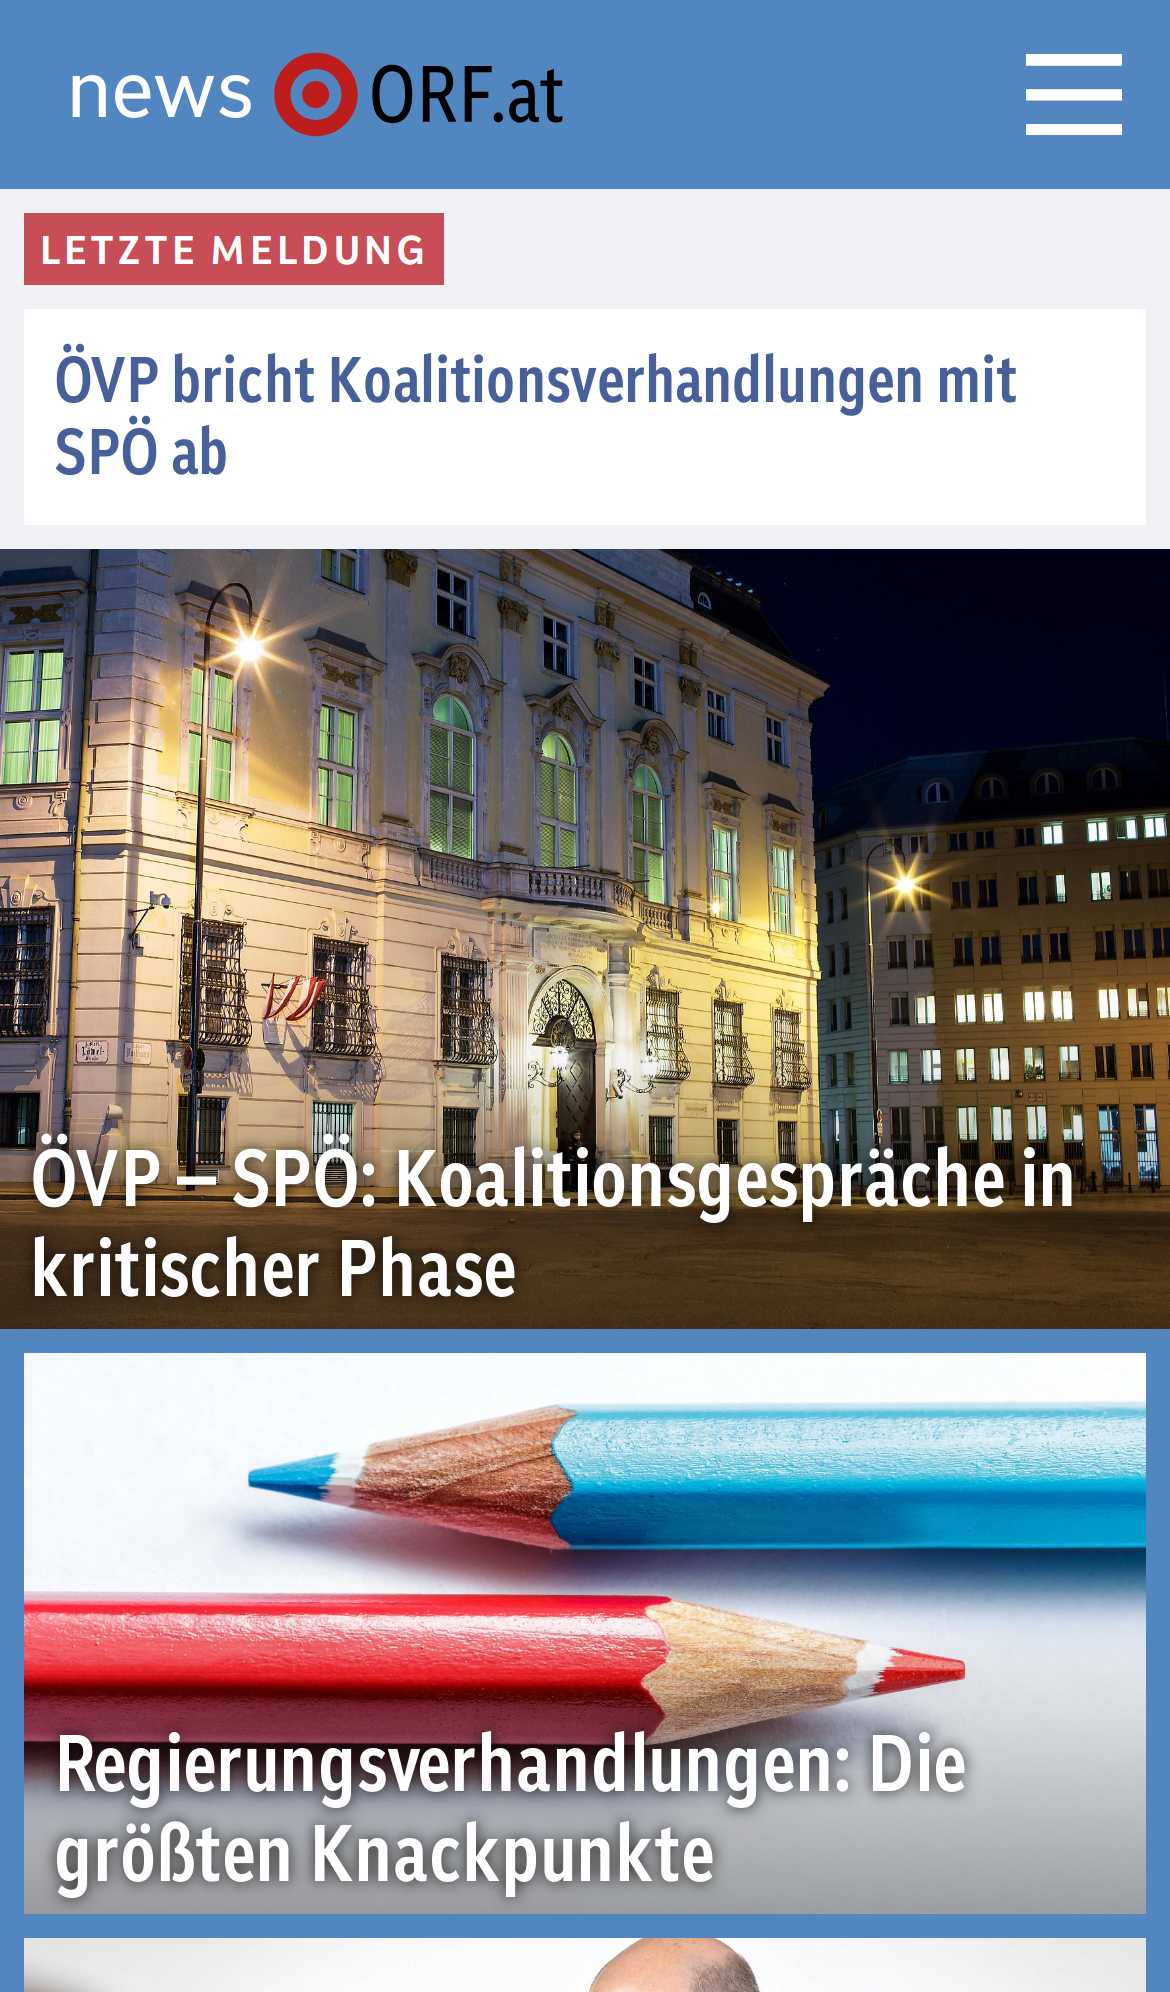 news ORF.at
LETZTE MELDUNG
ÖVP bricht Koalitionsverhandlungen mit
SPÖ ab
ÖVP – SPÖ: Koalitionsgespräche in
kritischer Phase
Regierungsverhandlungen: Die
größten Knackpunkte